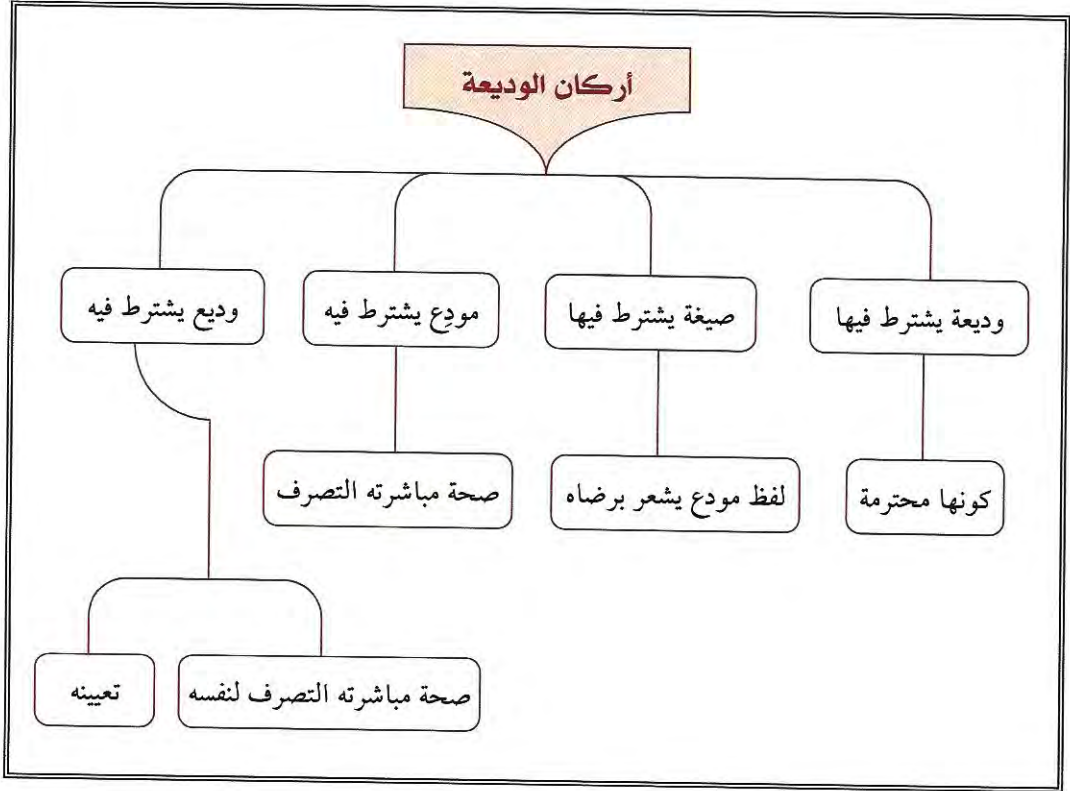 أركان الوديعة
وديعة يشترط فيها
صيغة يشترط فيها
مودِع يشترط فيه
وديع يشترط فيه
كونها محترمة
لفظ مودع يشعر برضاه
صحة مباشرته التصرف
صحة مباشرته التصرف لنفسه
تعيينه